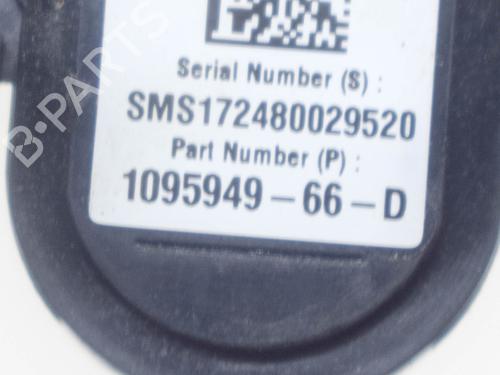 B-PARTS
Serial Number (S) :
SMS172480029520
Part Number (P) :
1095949-66-D